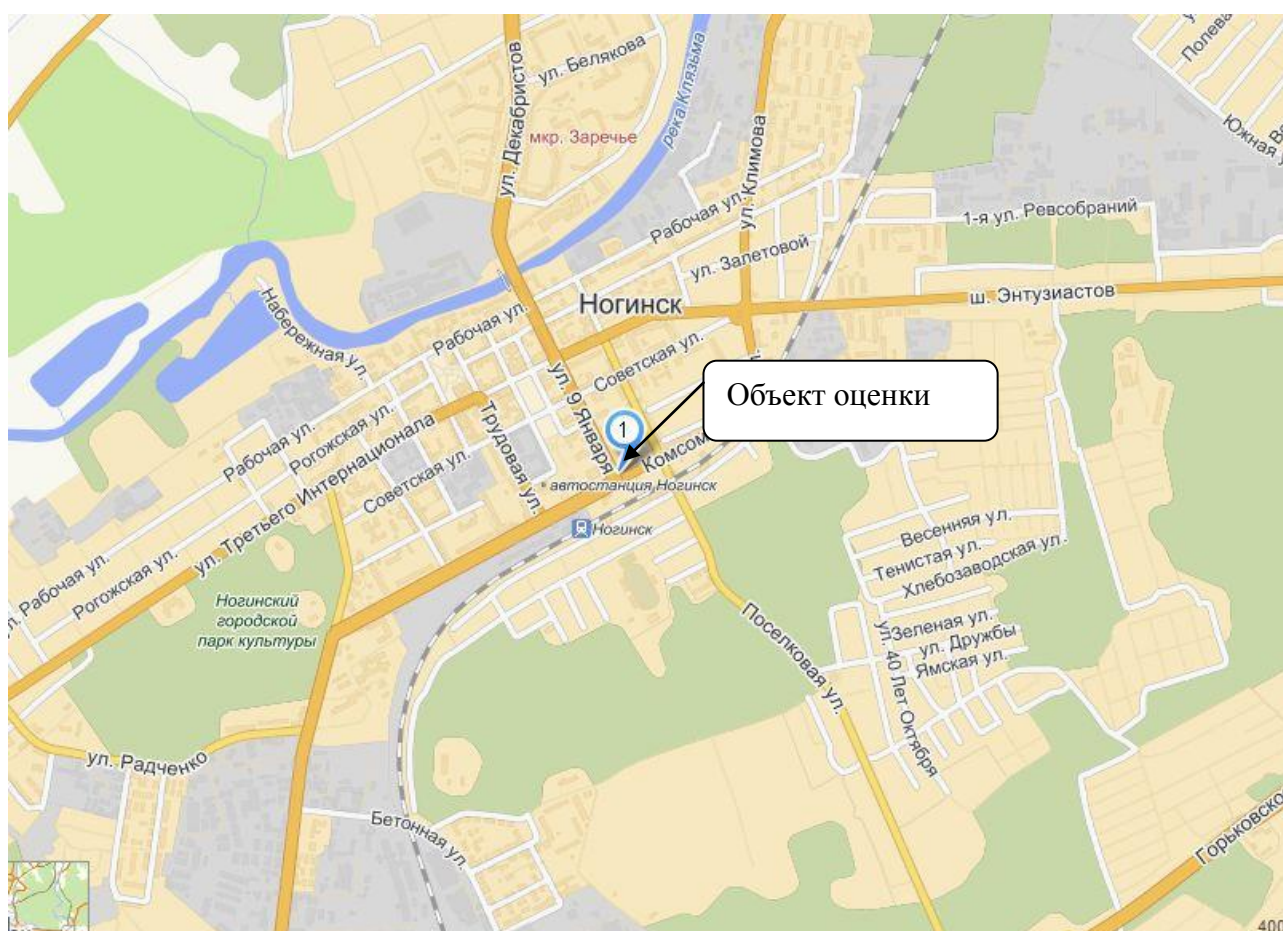 ул. Белякова
Полева
ул. Декабристов
река Клязьма
мкр. Заречье
Южная у
В
ул. Климова
Рабочая ул.
1-я ул. Ревсобраний
ул. Залетовой
Ногинск
ш. Энтузиастов
Набережная ул.
Рабочая ул.
Советская ул.
ул. 9 Января
Объект оценки
1
Трудовая ул.
Рогожская ул.
Рабочая ул.
ул. Третьего Интернационала
Советская ул.
Комсом
автостанция Ногинск
Ногинск
Весенняя ул.
Тенистая ул.
Хлебозаводская ул.
л. Рабочая ул.
Рогожская ул.
Ногинский
городской
парк культуры
Поселковая ул.
Зеленая ул.
ул. Дружбы
Ямская ул.
ул. 40 Лет Октября
ул. Радченко
Бетонная ул.
Горьковско
400